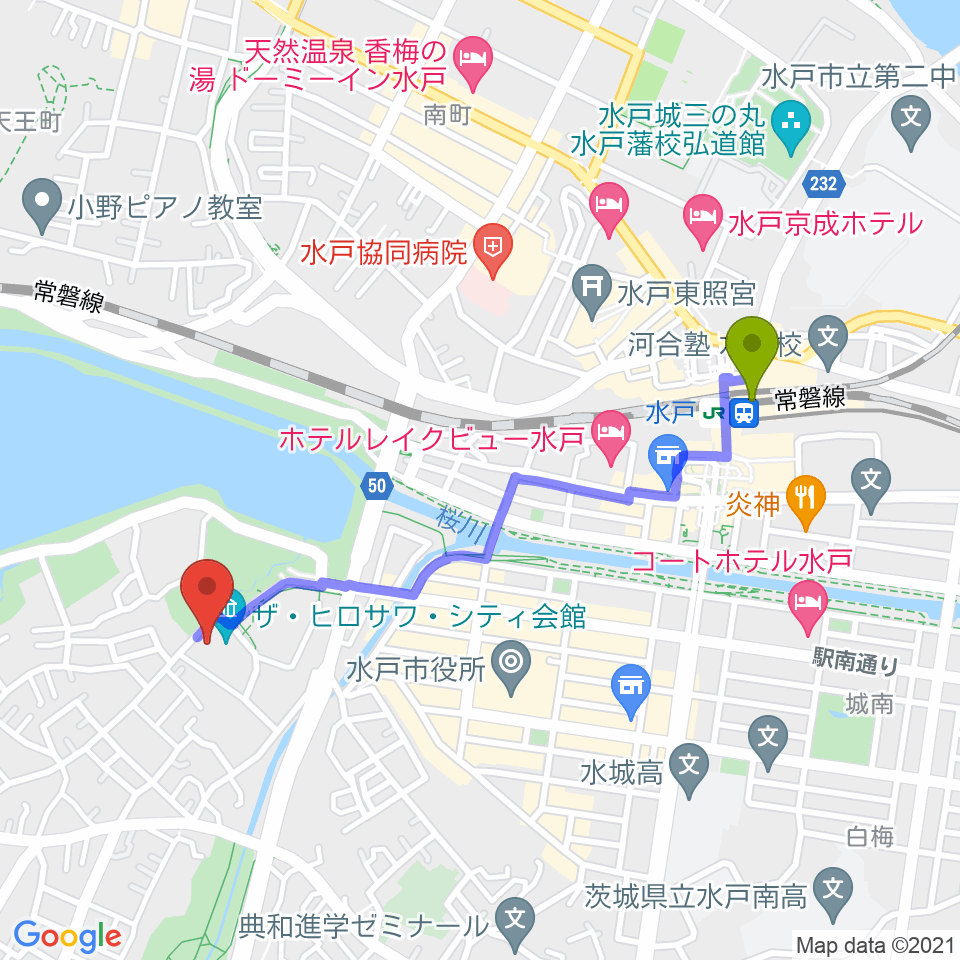 天然温泉 香梅の
湯 ドーミーイン水戸
南町
天王町
水戸市立第二中
水戸城三の丸
水戸藩校弘道館
232
小野ピアノ教室
水戸協同病院
水戸京成ホテル
常磐線
水戸東照宮
河合塾
校
水戸
JR
常磐線
ホテルレイクビュー水戸
50
桜川
炎神
コートホテル水戸
ザ・ヒロサワ・シティ会館
水戸市役所
駅南通り
城南
水城高
白梅
茨城県立水戸南高
典和進学ゼミナール
Google
Map data ©2021